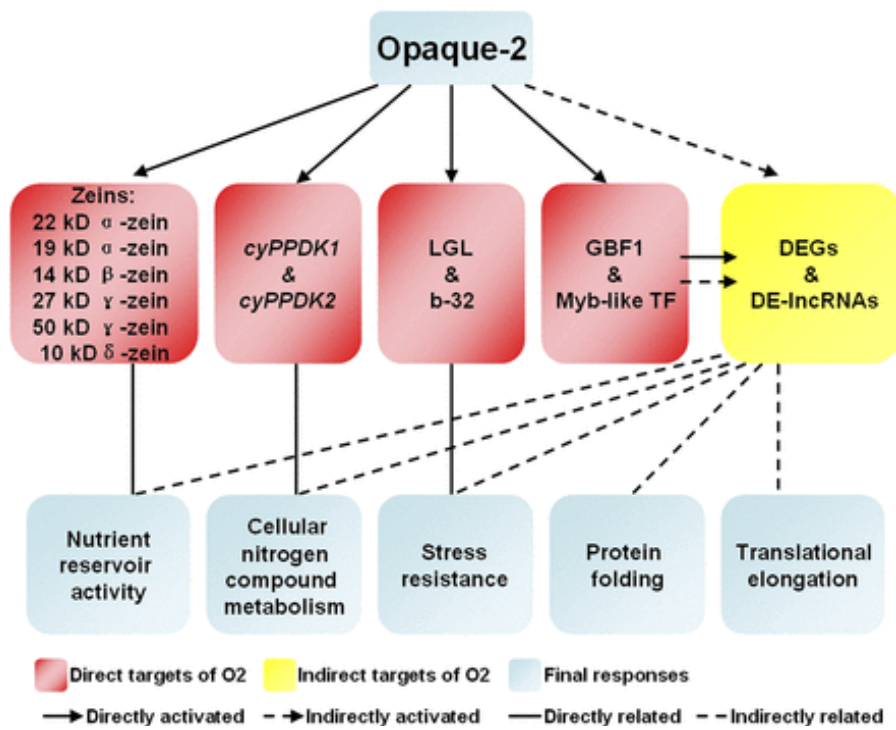 Opaque-2
Zeins:
22 kD α -zein
19 kD α -zein
14 kD β -zein
27 kD γ -zein
50 kD γ -zein
10 kD δ -zein
cyPPDK1
&
cyPPDK2
LGL
&
b-32
GBF1
&
Myb-like TF
DEGs
&
DE-lncRNAs
Nutrient
reservoir
activity
Cellular
nitrogen
compound
metabolism
Stress
resistance
Protein
folding
Translational
elongation
Direct targets of O2
Indirect targets of O2
Final responses
Directly activated
Indirectly activated
Directly related
Indirectly related